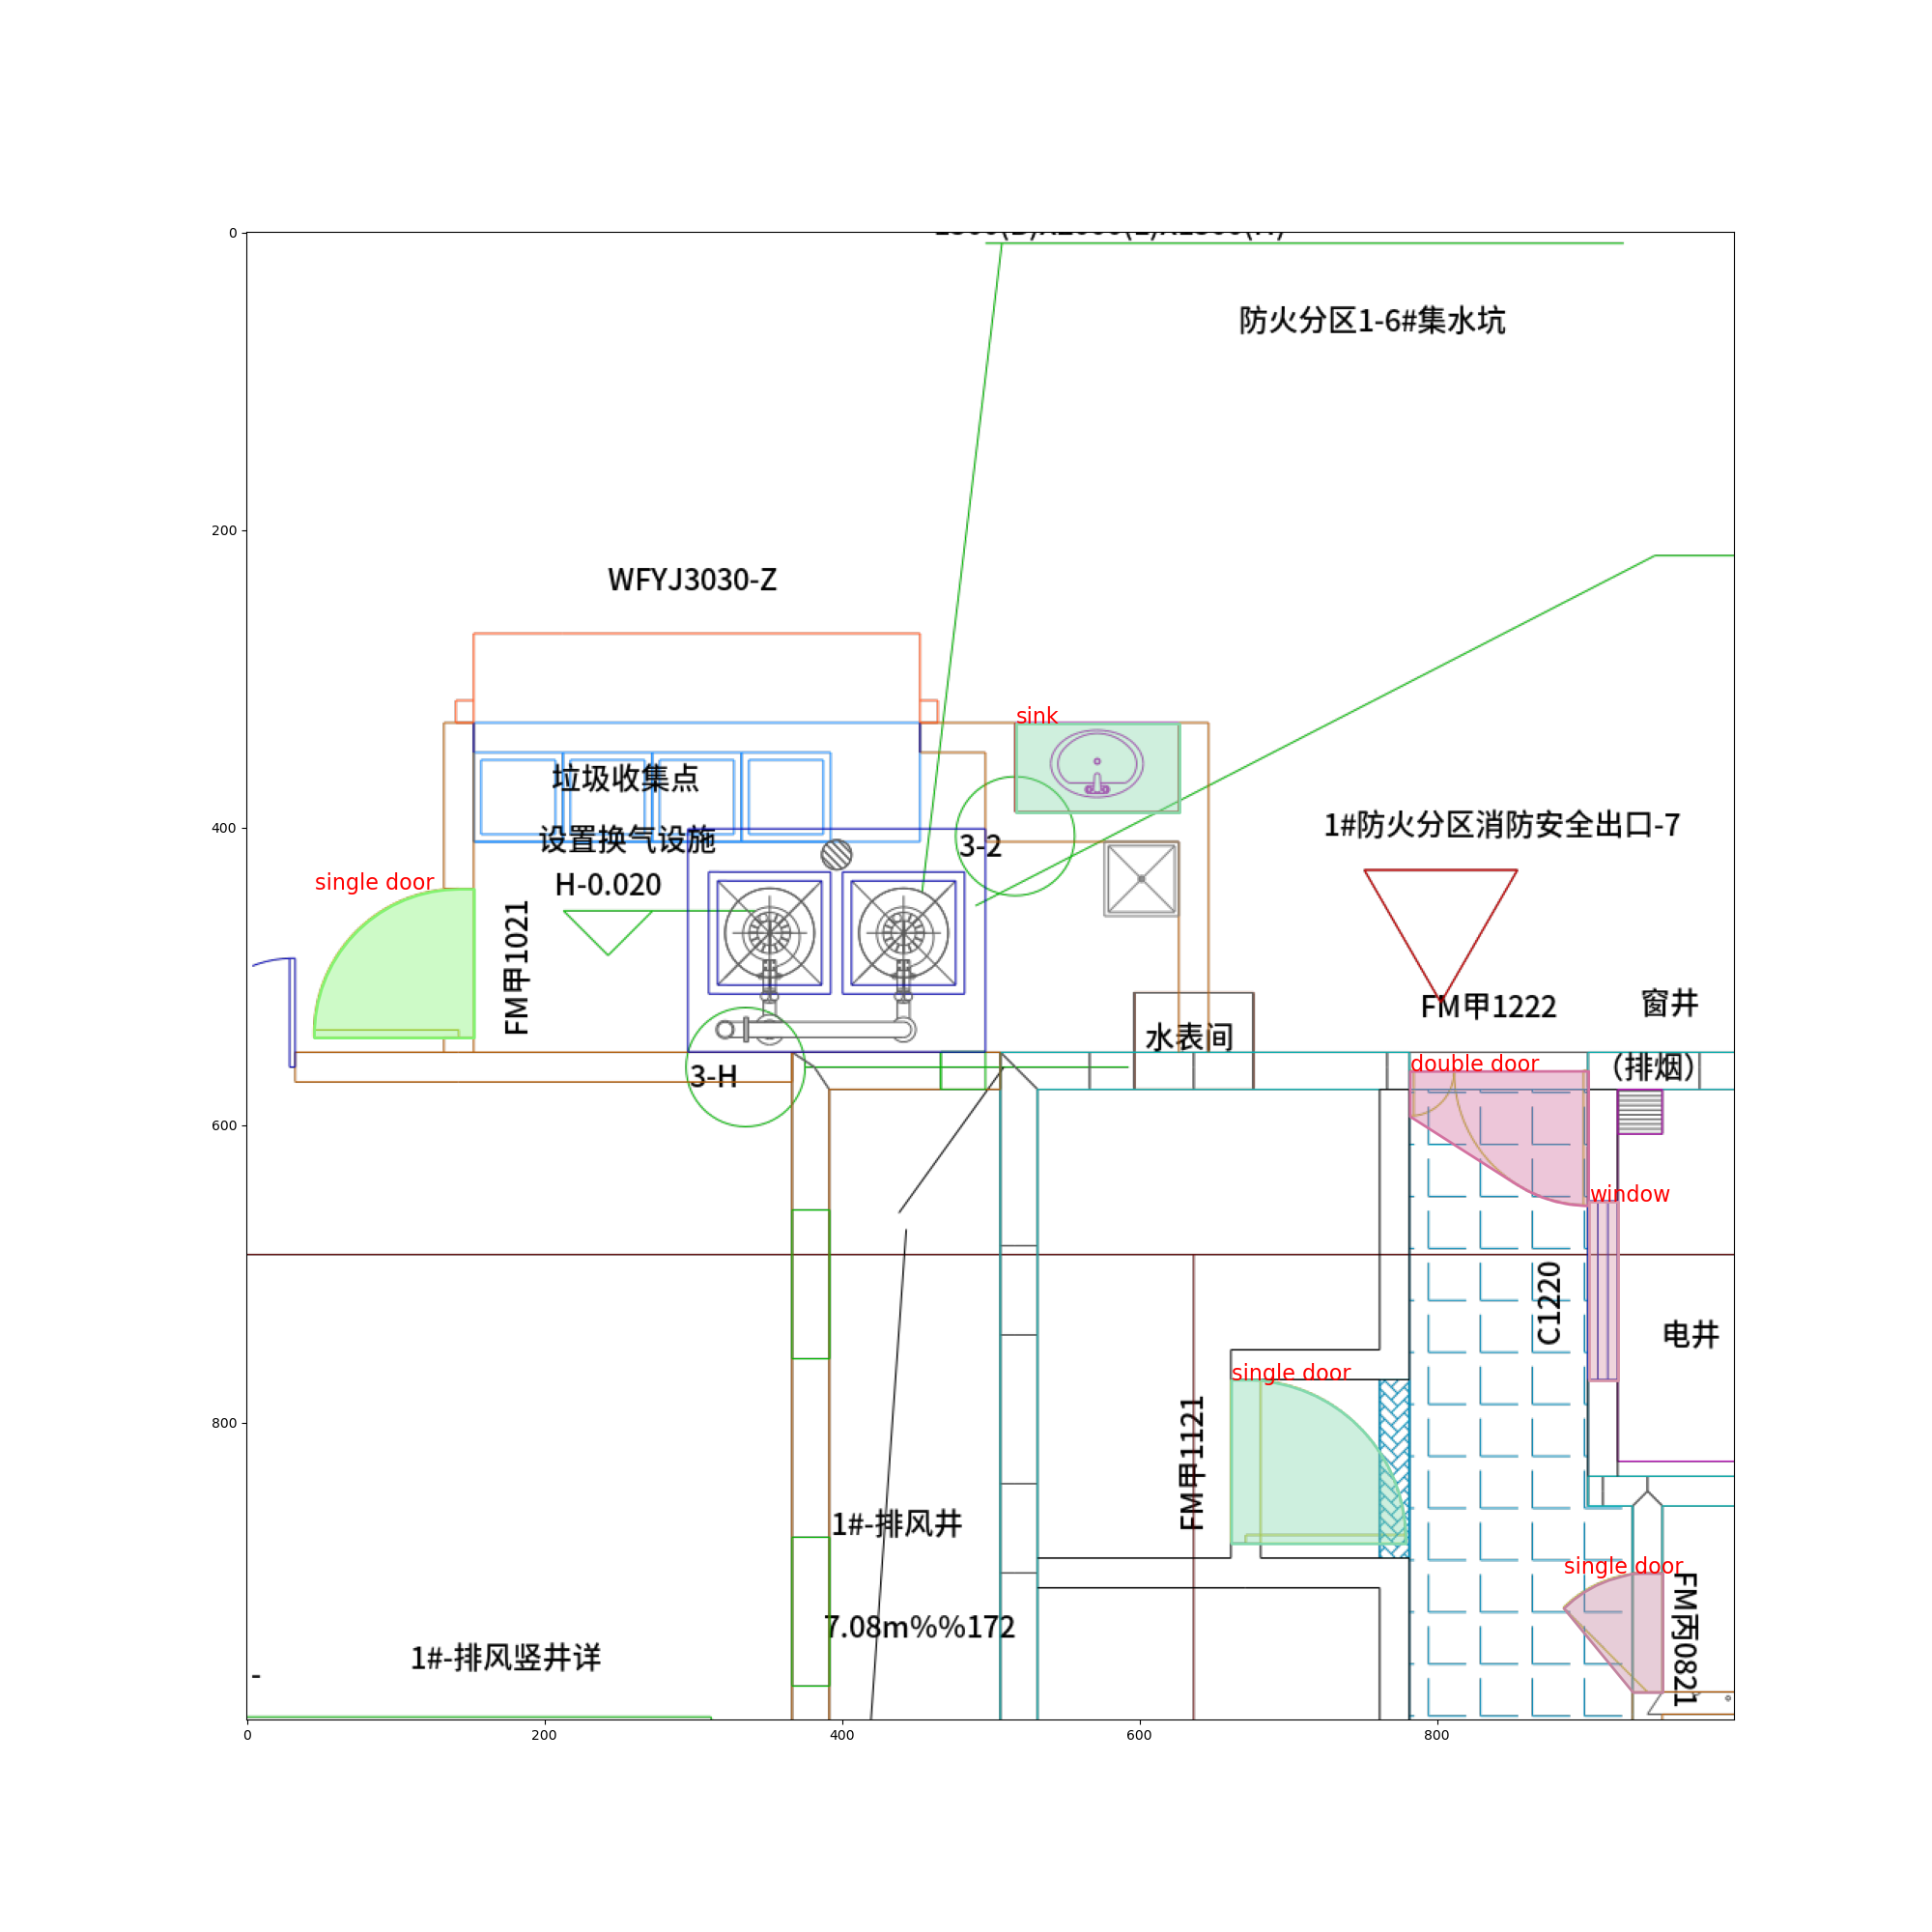 防火分区1-6#集水坑
WFYJ3030-Z
sink
垃圾收集点
设置换气设施
3-2
1#防火分区消防安全出口-7
single door
H-0.020
FM甲1021
FM甲1222
窗井
水表间
3-H
double door
（排烟）
window
C1220
电井
single door
FM甲1121
1#-排风井
single door
FM丙0821
7.08m%%172
1#-排风竖井详
-
0
200
400
600
800
0
200
400
600
800